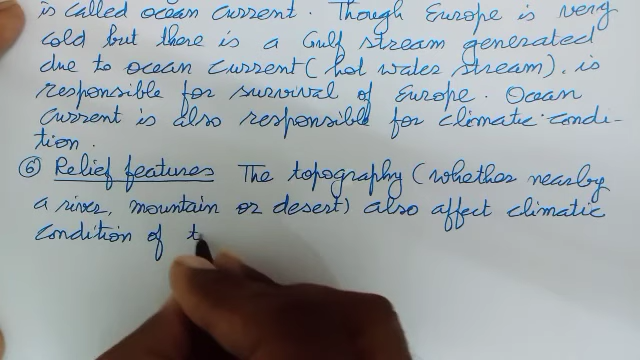 is called ocean current. Though Europe is very
cold but there is a Gulf stream generated
due to ocean current (hot water stream). is
responsible for survival of Europe. Ocean
current is also responsible for climatic condi-
tion.
⑥ Relief features The topography (whether nearby
a river, mountain or desert) also affect climatic
condition of t